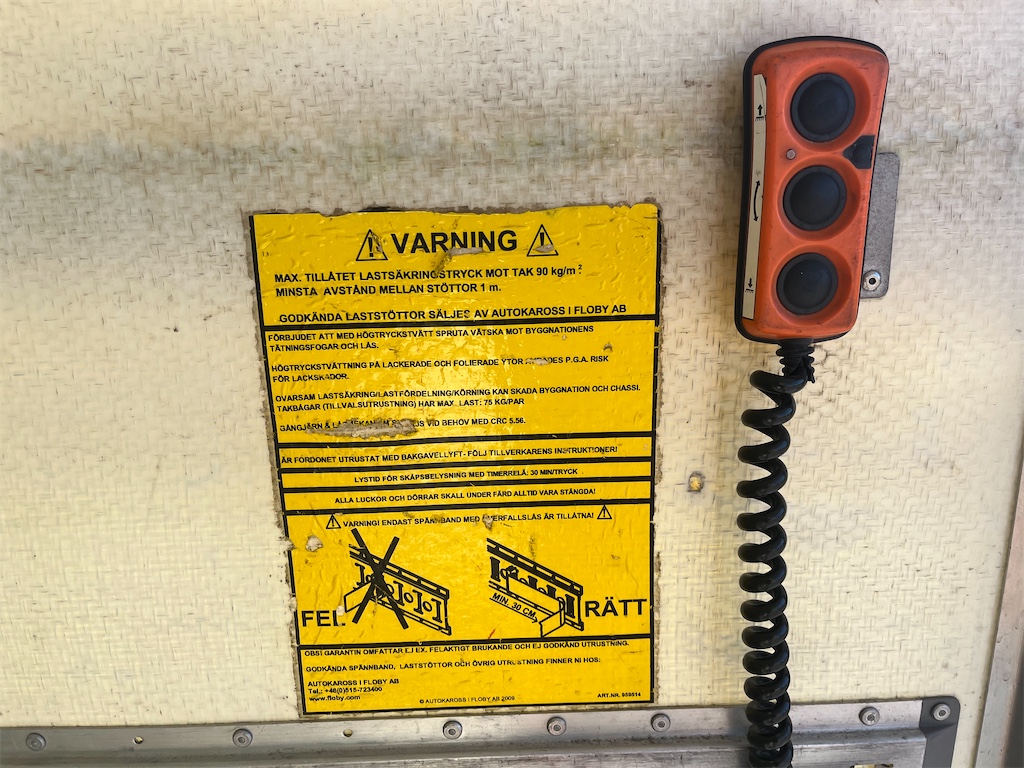 VARNING
MAX. TILLÅTET LASTSÄKRINGSTRYCK MOT TAK 90 kg/m²
MINSTA AVSTÅND MELLAN STÖTTOR 1 m.
GODKÄNDA LASTSTÖTTOR SÄLJES AV AUTOKAROSS I FLOBY AB
FÖRBJUDET ATT MED HÖGTRYCKSTVÄTT SPRUTA VÄTSKA MOT BYGGNATIONENS
TÄTNINGSFOGAR OCH LÅS.
HÖGTRYCKSTVÄTTNING PÅ LACKERADE OCH FOLIERADE YTOR P.G.A. RISK
FÖR LACKSKADOR.
OVARSAM LASTSÄKRING/LASTFÖRDELNING/KÖRNING KAN SKADA BYGGNATION OCH CHASSI.
TAKBÅGAR (TILLVALSUTRUSTNING) HAR MAX. LAST: 75 KG/PAR
GÅNGJÄRN & VID BEHOV MED CRC 5.56.
ÄR FORDONET UTRUSTAT MED BAKGAVELLYFT- FÖLJ TILLVERKARENS INSTRUKTIONER!
LYSTID FÖR SKÅPSBELYSNING MED TIMERRELÄ: 30 MIN/TRYCK
ALLA LUCKOR OCH DÖRRAR SKALL UNDER FÄRD ALLTID VARA STÄNGDA!
VARNING! ENDAST SPÄNNBAND MED ÖVERFALLSLÅS ÄR TILLÅTNA!
MIN. 30 CM
FEL RÄTT
OBS! GARANTIN OMFATTAR EJ EX. FELAKTIGT BRUKANDE OCH EJ GODKÄND UTRUSTNING.
GODKÄNDA SPÄNNBAND, LASTSTÖTTOR OCH ÖVRIG UTRUSTNING FINNER NI HOS:
AUTOKAROSS I FLOBY AB
Tel.: +46(0)515-723400
www.floby.com
© AUTOKAROSS I FLOBY AB 2009
ART.NR. 959514